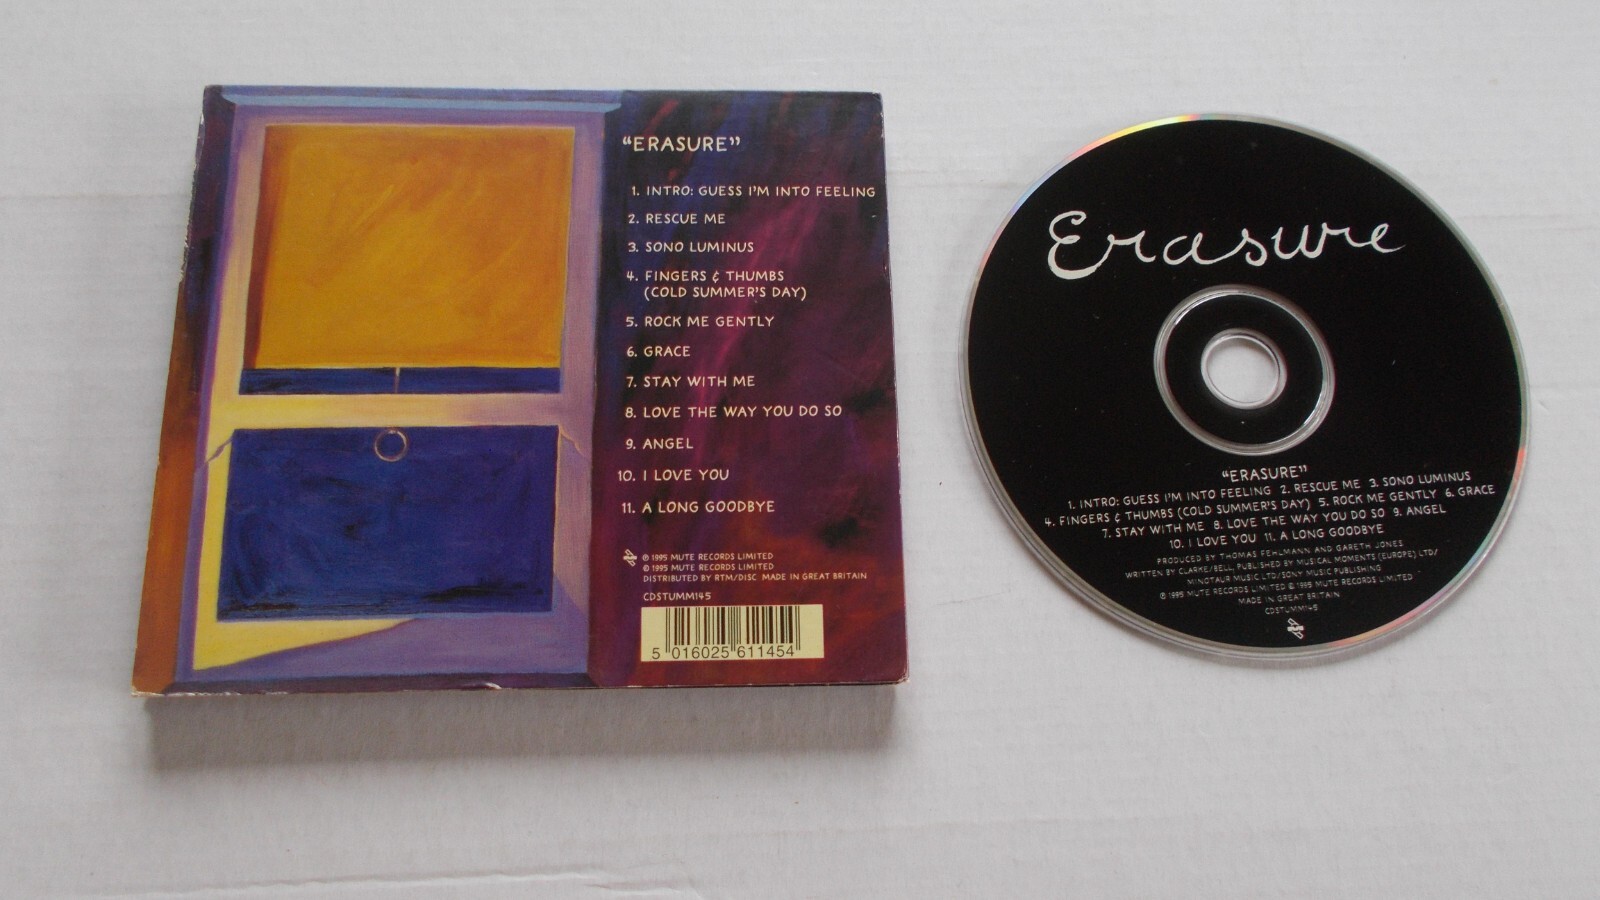 “ERASURE”
1. INTRO: GUESS I'M INTO FEELING
2. RESCUE ME
3. SONO LUMINUS
4. FINGERS & THUMBS
(COLD SUMMER'S DAY)
5. ROCK ME GENTLY
6. GRACE
7. STAY WITH ME
8. LOVE THE WAY YOU DO SO
9. ANGEL
10. I LOVE YOU
11. A LONG GOODBYE
℗ 1995 MUTE RECORDS LIMITED
© 1995 MUTE RECORDS LIMITED
DISTRIBUTED BY RTM/DISC MADE IN GREAT BRITAIN
CDSTUMM145
5 016025 611454
Erasure
“ERASURE”
1. INTRO: GUESS I'M INTO FEELING 2. RESCUE ME 3. SONO LUMINUS
4. FINGERS & THUMBS (COLD SUMMER'S DAY) 5. ROCK ME GENTLY 6. GRACE
7. STAY WITH ME 8. LOVE THE WAY YOU DO SO 9. ANGEL
10. I LOVE YOU 11. A LONG GOODBYE
PRODUCED BY THOMAS FEHLMANN AND GARETH JONES
WRITTEN BY CLARKE/BELL, PUBLISHED BY MUSICAL MOMENTS (EUROPE) LTD/
MINOTAUR MUSIC LTD/SONY MUSIC PUBLISHING
℗ 1995 MUTE RECORDS LIMITED © 1995 MUTE RECORDS LIMITED
MADE IN GREAT BRITAIN
CDSTUMM145